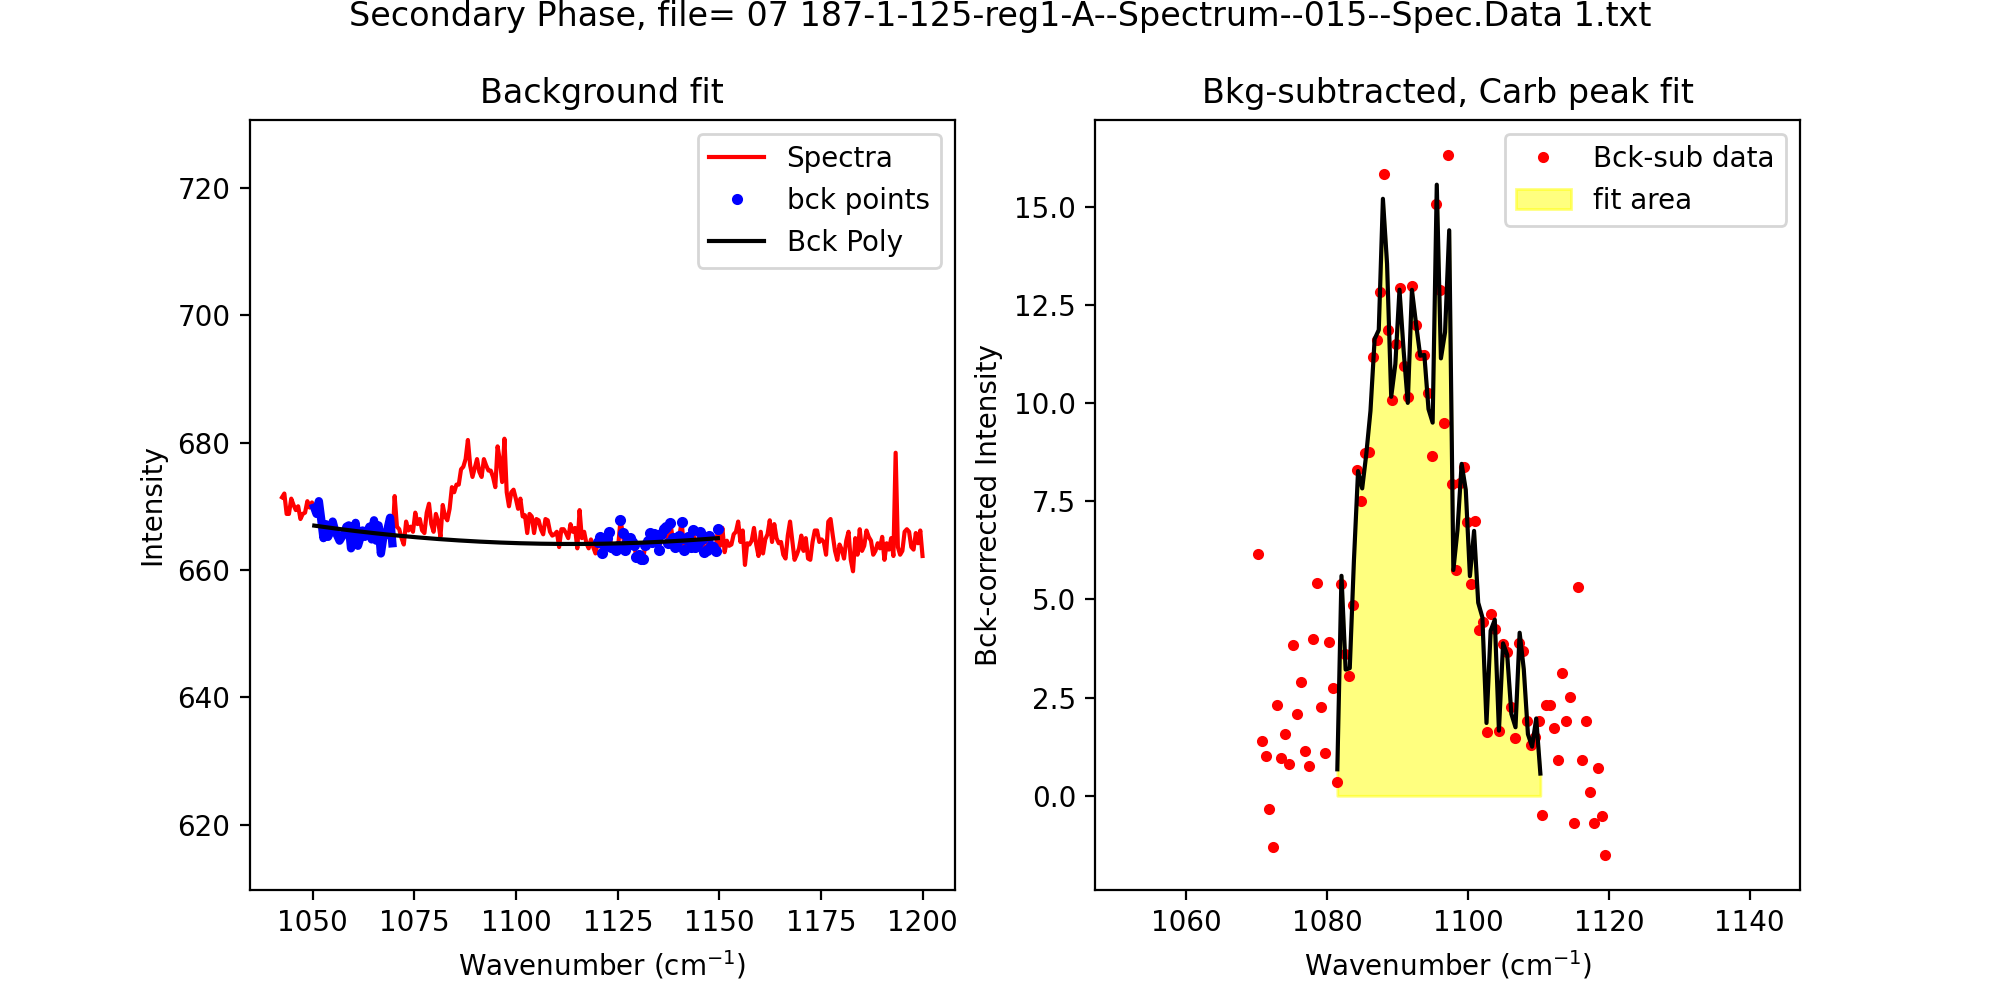 Secondary Phase, file= 07 187-1-125-reg1-A--Spectrum--015--Spec.Data 1.txt
Background fit
Spectra
bck points
Bck Poly
720
700
680
660
640
620
Intensity
1050 1075 1100 1125 1150 1175 1200
Wavenumber (cm⁻¹)
Bkg-subtracted, Carb peak fit
Bck-sub data
fit area
15.0
12.5
10.0
7.5
5.0
2.5
0.0
Bck-corrected Intensity
1060 1080 1100 1120 1140
Wavenumber (cm⁻¹)